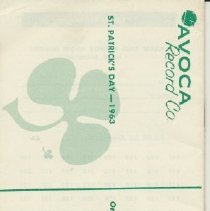 AVOCA
Record Co.
ST. PATRICK'S DAY — 1963